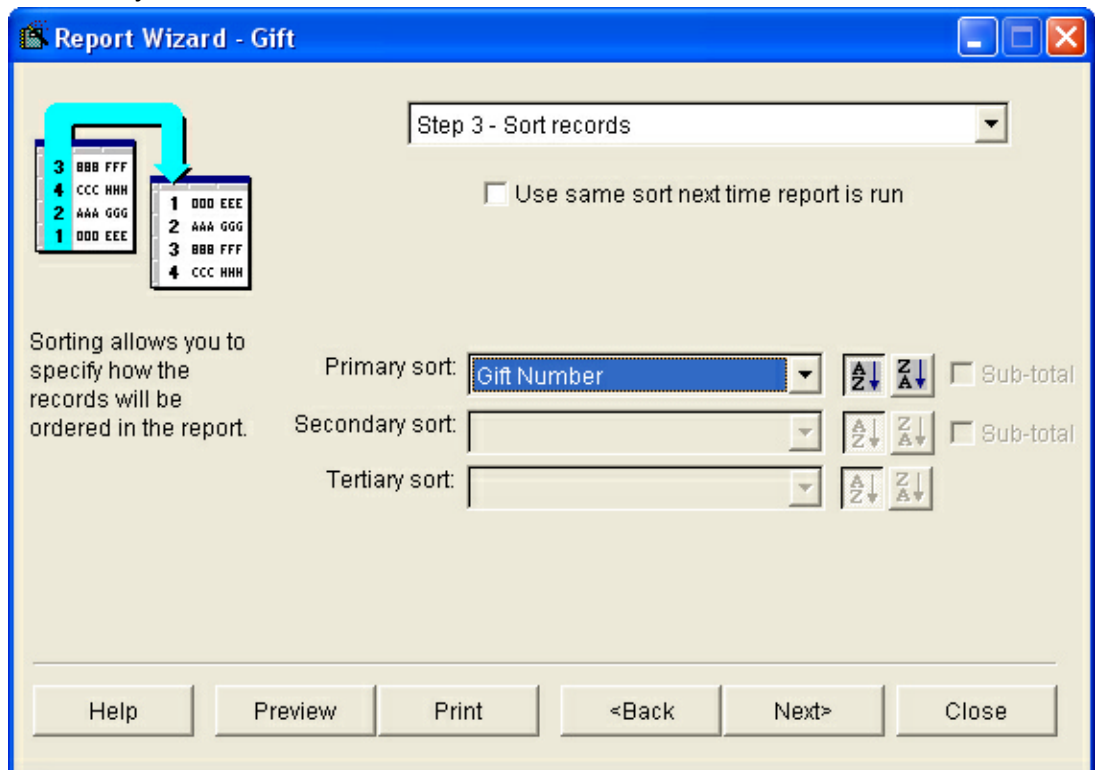 Report Wizard - Gift
Step 3 - Sort records
Use same sort next time report is run
3 BBB FFF
4 CCC HHH
2 AAA GGG
1 DDD EEE
1 DDD EEE
2 AAA GGG
3 BBB FFF
4 CCC HHH
Sorting allows you to
specify how the
records will be
ordered in the report.
Primary sort: Gift Number A Z Z A Sub-total
Secondary sort: A Z Z A Sub-total
Tertiary sort: A Z Z A
Help Preview Print <Back Next> Close